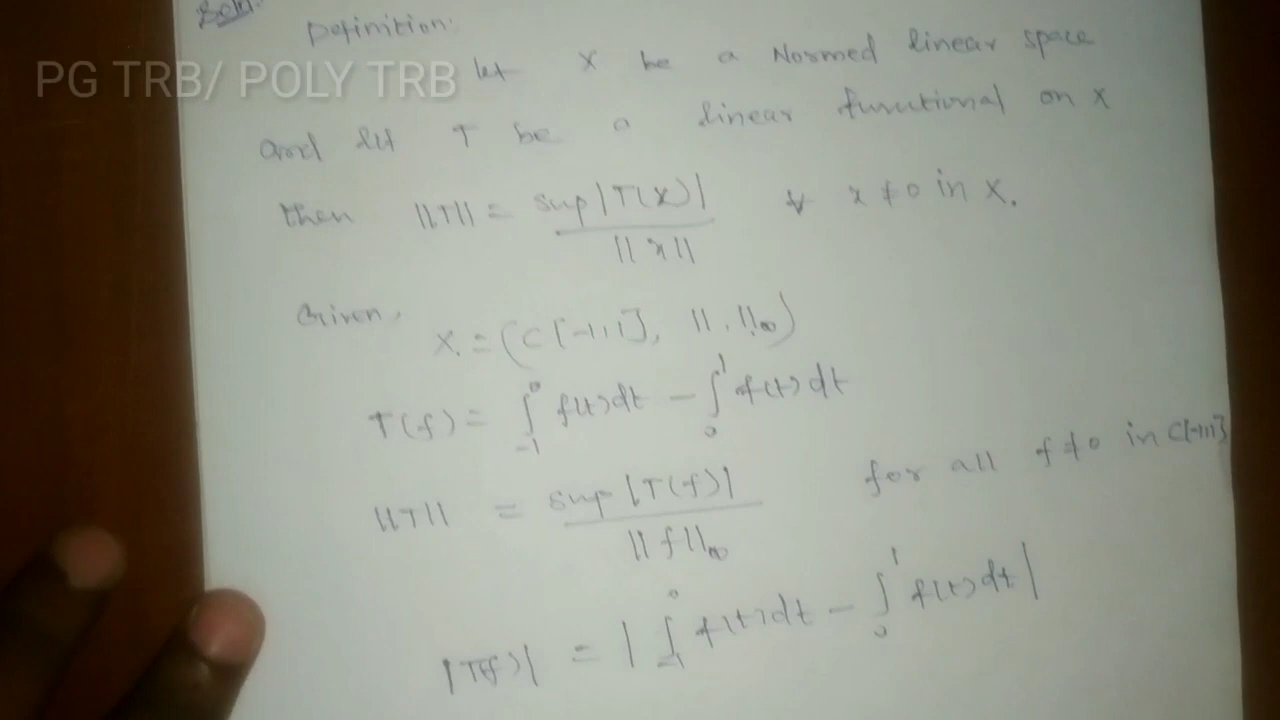 Soln.
Definition.
PG TRB/ POLY TRB
let X be a Normed linear space
and let T be a linear functional on X
then ||T|| = sup |T(x)| / ||x|| ∀ x ≠ 0 in X.
Given.
X = (C[-1,1], ||.||∞)
T(f) = ∫_{-1}^{0} f(t)dt - ∫_{0}^{1} f(t)dt
||T|| = sup |T(f)| / ||f||∞ for all f ≠ 0 in C[-1,1]
|T(f)| = | ∫_{-1}^{0} f(t)dt - ∫_{0}^{1} f(t)dt |